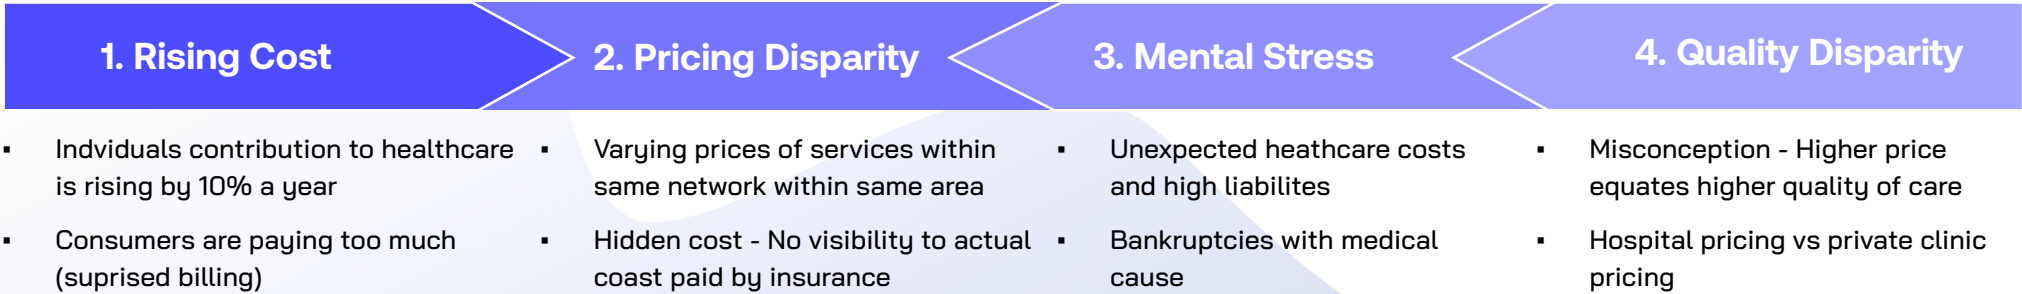 1. Rising Cost
▪ Indviduals contribution to healthcare
is rising by 10% a year
▪ Consumers are paying too much
(suprised billing)
2. Pricing Disparity
▪ Varying prices of services within
same network within same area
▪ Hidden cost - No visibility to actual
coast paid by insurance
3. Mental Stress
▪ Unexpected heathcare costs
and high liabilites
▪ Bankruptcies with medical
cause
4. Quality Disparity
▪ Misconception - Higher price
equates higher quality of care
▪ Hospital pricing vs private clinic
pricing